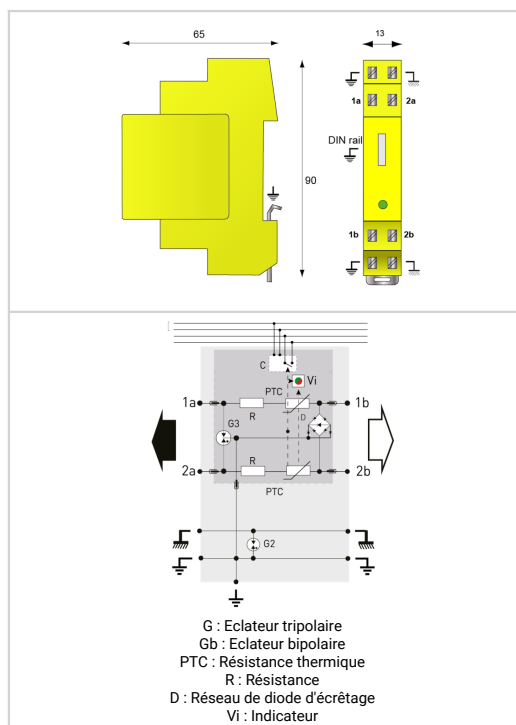 65
13
1a
2a
DIN rail
90
1b
2b
C
Vi
PTC
1a
1b
R
D
G3
R
2a
2b
PTC
G2
G : Eclateur tripolaire
Gb : Eclateur bipolaire
PTC : Résistance thermique
R : Résistance
D : Réseau de diode d'écrêtage
Vi : Indicateur